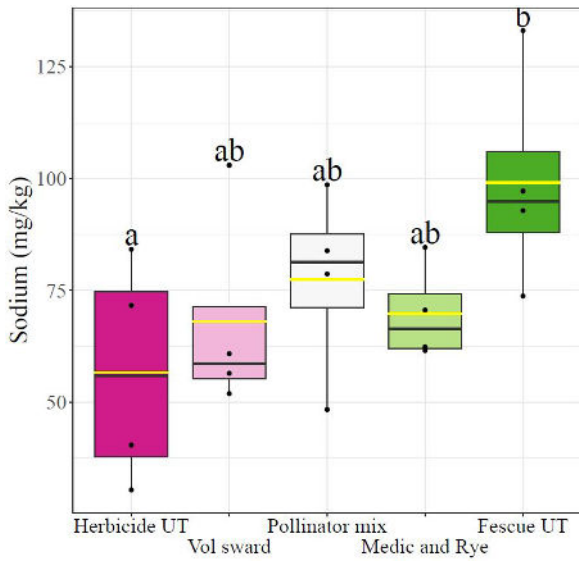 Sodium (mg/kg)
125
100
75
50
a
ab
ab
ab
b
Herbicide UT
Vol sward
Pollinator mix
Medic and Rye
Fescue UT